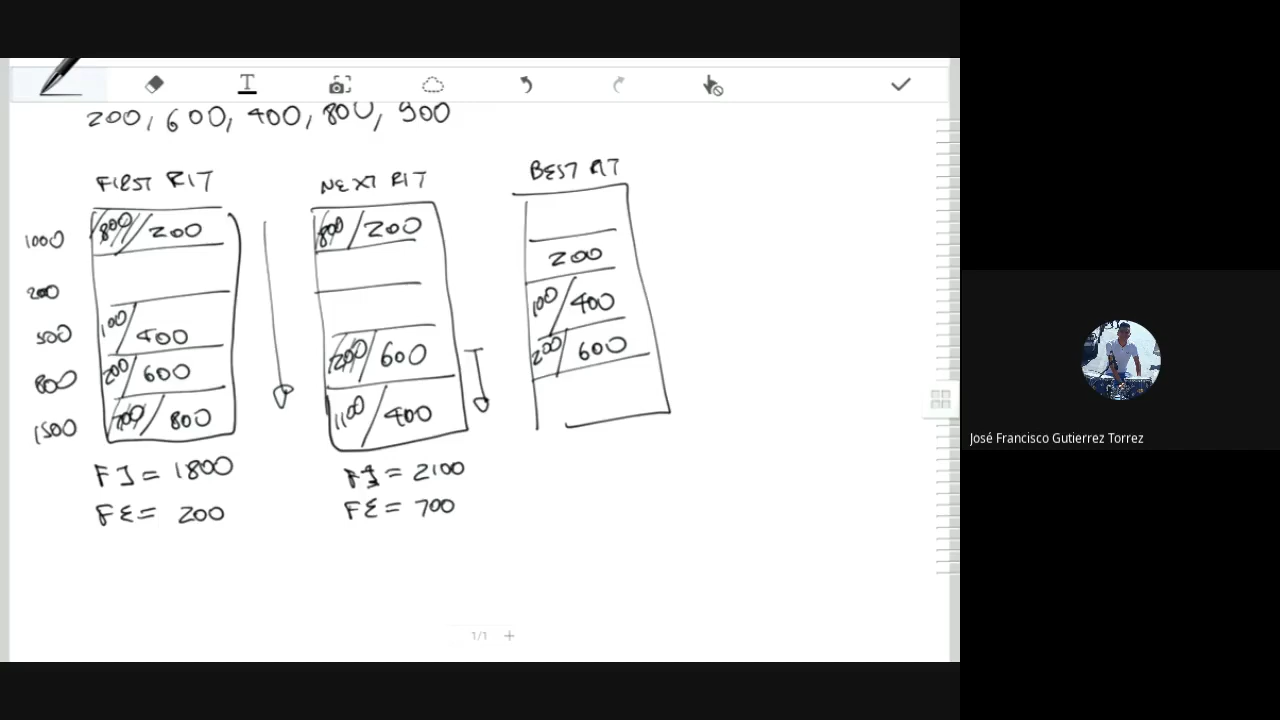 200, 600, 400, 800, 900
FIRST FIT
NEXT FIT
BEST FIT
1000
800/200
800/200
200
200
500
100/400
100/400
800
200/600
200/600
200/600
1500
700/800
1100/400
FI = 1800
FI = 2100
FE = 200
FE = 700
1/1 +
T
José Francisco Gutierrez Torrez